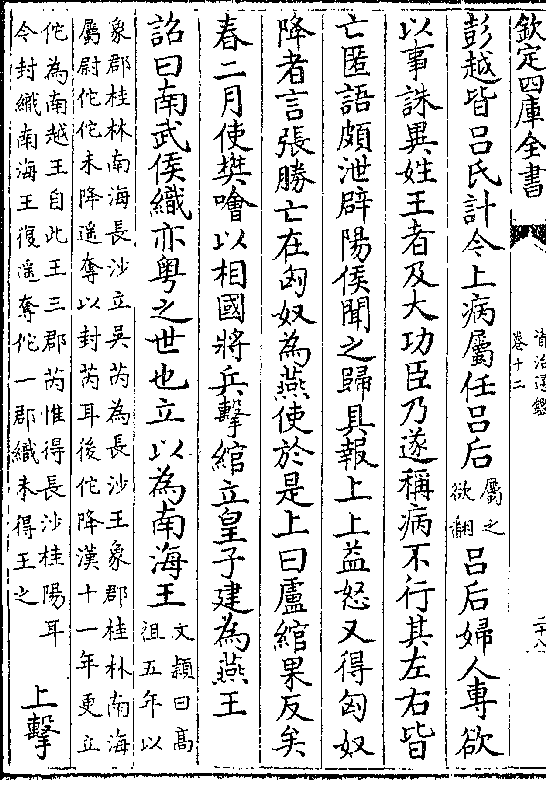 欽定四庫全書
資治通鑑
卷十二
二十八
彭越皆呂氏計今上病屬任呂后屬之欲翻呂后婦人專欲
以事誅異姓王者及大功臣乃遂稱病不行其左右皆
亡匿語頗泄辟陽侯聞之歸具報上上益怒又得匈奴
降者言張勝亡在匈奴為燕使於是上曰盧綰果反矣
春二月使樊噲以相國將兵擊綰立皇子建為燕王
詔曰南武侯織亦粤之世也立以為南海王文頴曰高
祖五年以
象郡桂林南海長沙立吳芮為長沙王象郡桂林南海
屬尉佗佗未降遥奪以封芮耳後佗降漢十一年更立
佗為南越王自此王三郡芮惟得長沙桂陽耳
今封織南海王復遥奪佗一郡織未得王之
上擊